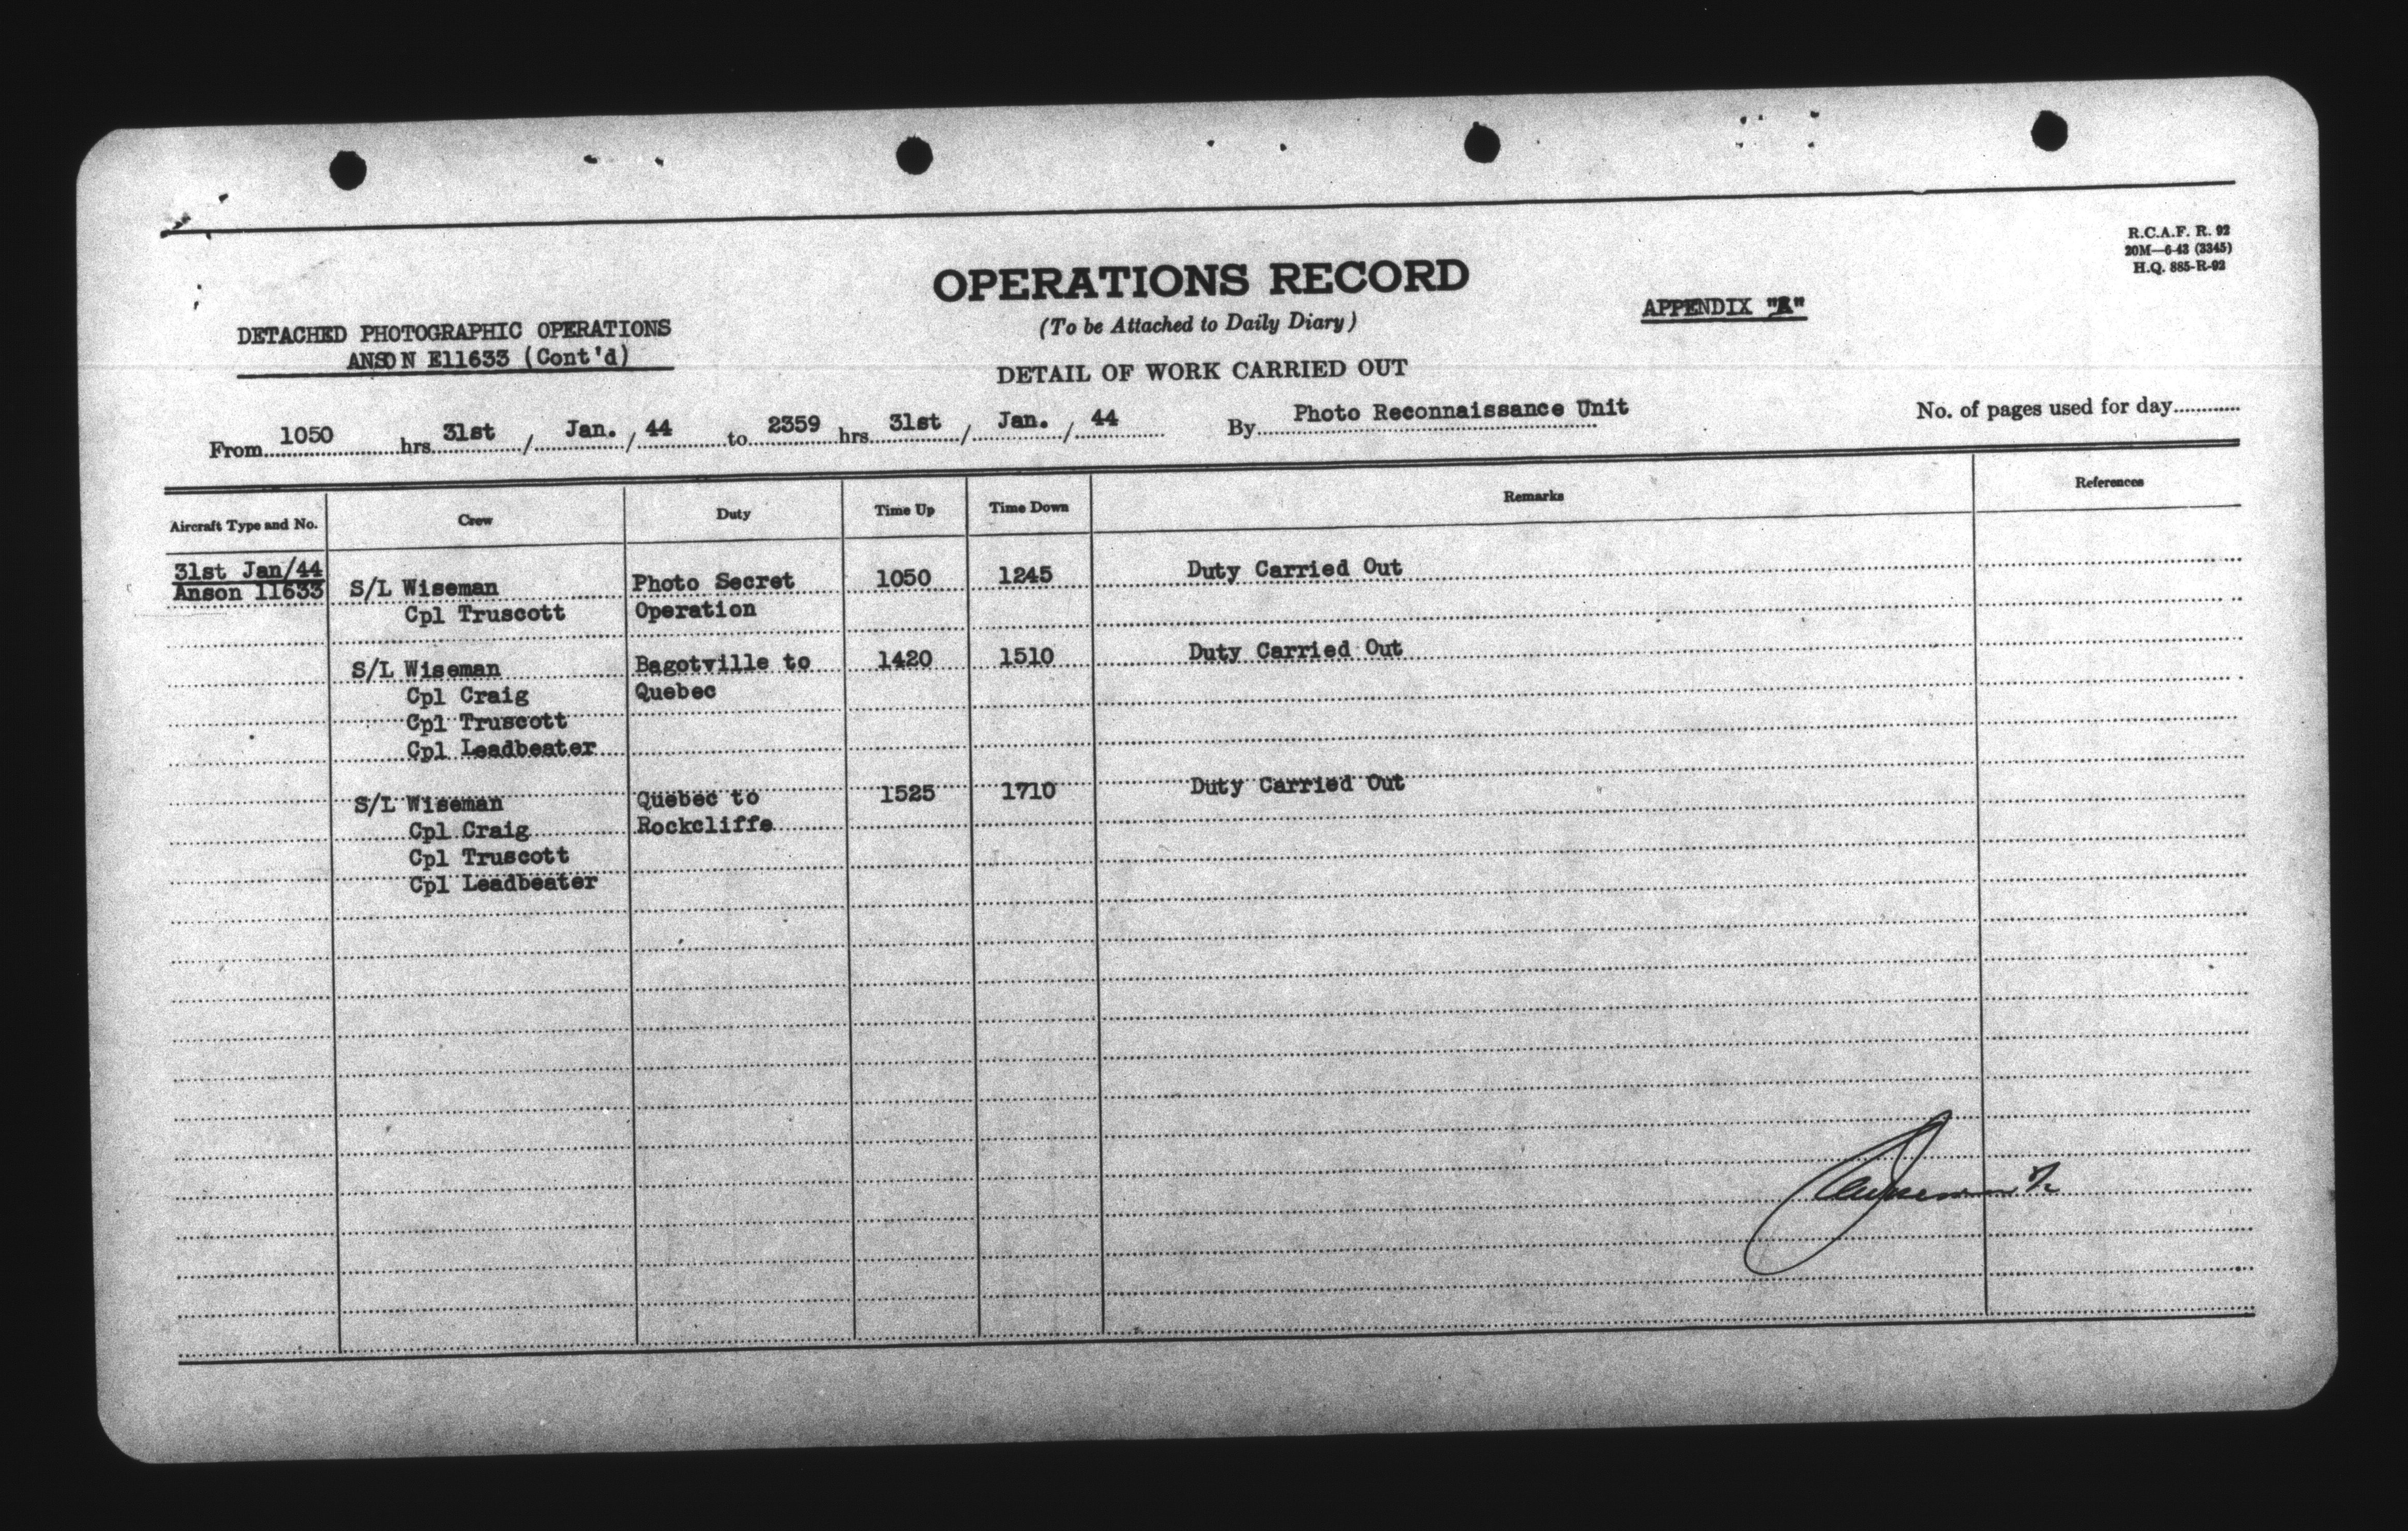 R.C.A.F. R. 92
20M—6-43 (3345)
H.Q. 885-R-92
OPERATIONS RECORD
(To be Attached to Daily Diary)
APPENDIX "A"
DETACHED PHOTOGRAPHIC OPERATIONS
ANSON E11633 (Cont'd)
DETAIL OF WORK CARRIED OUT
From 1050 hrs 31st / Jan. / 44 to 2359 hrs 31st / Jan. / 44 By Photo Reconnaissance Unit No. of pages used for day
Aircraft Type and No. Crew Duty Time Up Time Down Remarks References
31st Jan/44
Anson 11633 S/L Wiseman Photo Secret 1050 1245 Duty Carried Out
Cpl Truscott Operation
S/L Wiseman Bagotville to 1420 1510 Duty Carried Out
Cpl Craig Quebec
Cpl Truscott
Cpl Leadbeater
S/L Wiseman Quebec to 1525 1710 Duty Carried Out
Cpl Craig Rockcliffe
Cpl Truscott
Cpl Leadbeater